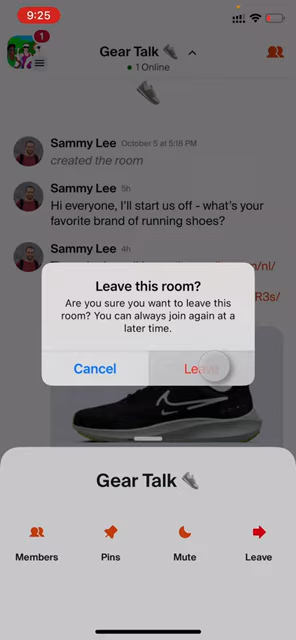 9:25
1
Gear Talk
1 Online
Sammy Lee October 5 at 5:18 PM
created the room
Sammy Lee 5h
Hi everyone, I'll start us off - what's your
favorite brand of running shoes?
Sammy Lee 4h
/nl/
R3s/
Leave this room?
Are you sure you want to leave this
room? You can always join again at a
later time.
Cancel Leave
Gear Talk
Members Pins Mute Leave